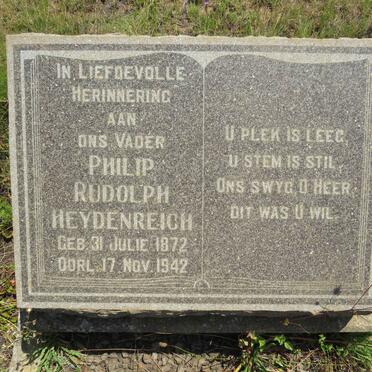 IN LIEFDEVOLLE
HERINNERING
AAN
ONS VADER
PHILIP
RUDOLPH
HEYDENREICH
GEB. 31 JULIE 1872
OORL. 17 NOV. 1942
U PLEK IS LEEG,
U STEM IS STIL,
ONS SWYG O HEER
DIT WAS U WIL.